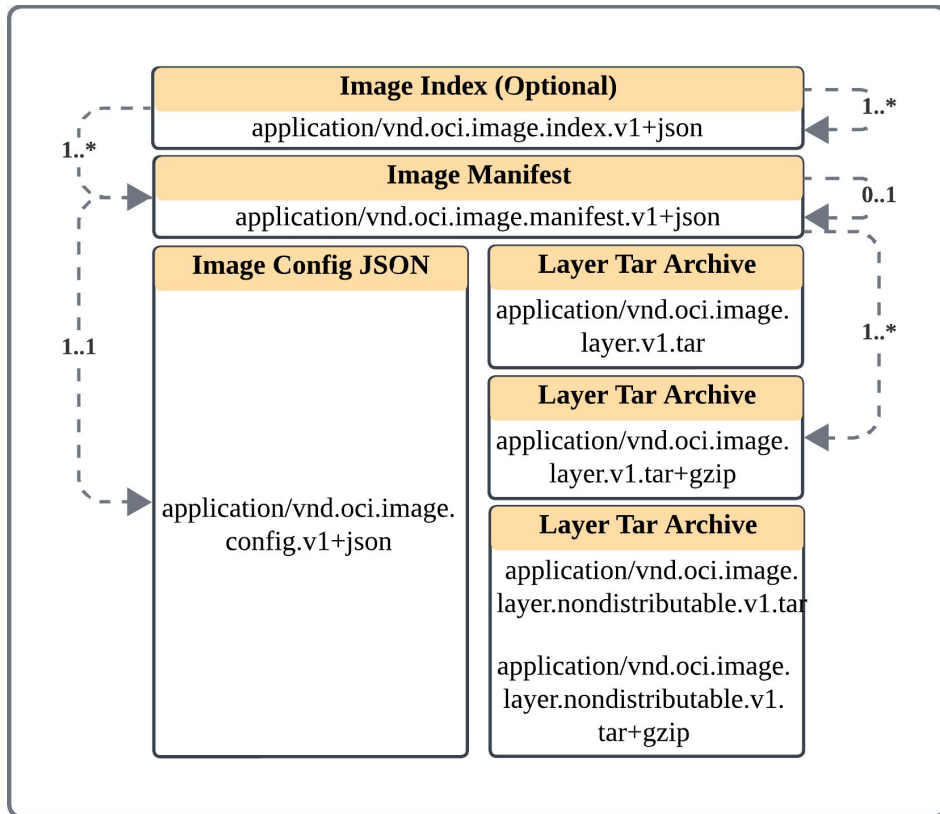 Image Index (Optional)
application/vnd.oci.image.index.v1+json
1..*
1..*
Image Manifest
application/vnd.oci.image.manifest.v1+json
0..1
Image Config JSON
application/vnd.oci.image.
config.v1+json
1..1
Layer Tar Archive
application/vnd.oci.image.
layer.v1.tar
1..*
Layer Tar Archive
application/vnd.oci.image.
layer.v1.tar+gzip
Layer Tar Archive
application/vnd.oci.image.
layer.nondistributable.v1.tar
application/vnd.oci.image.
layer.nondistributable.v1.
tar+gzip